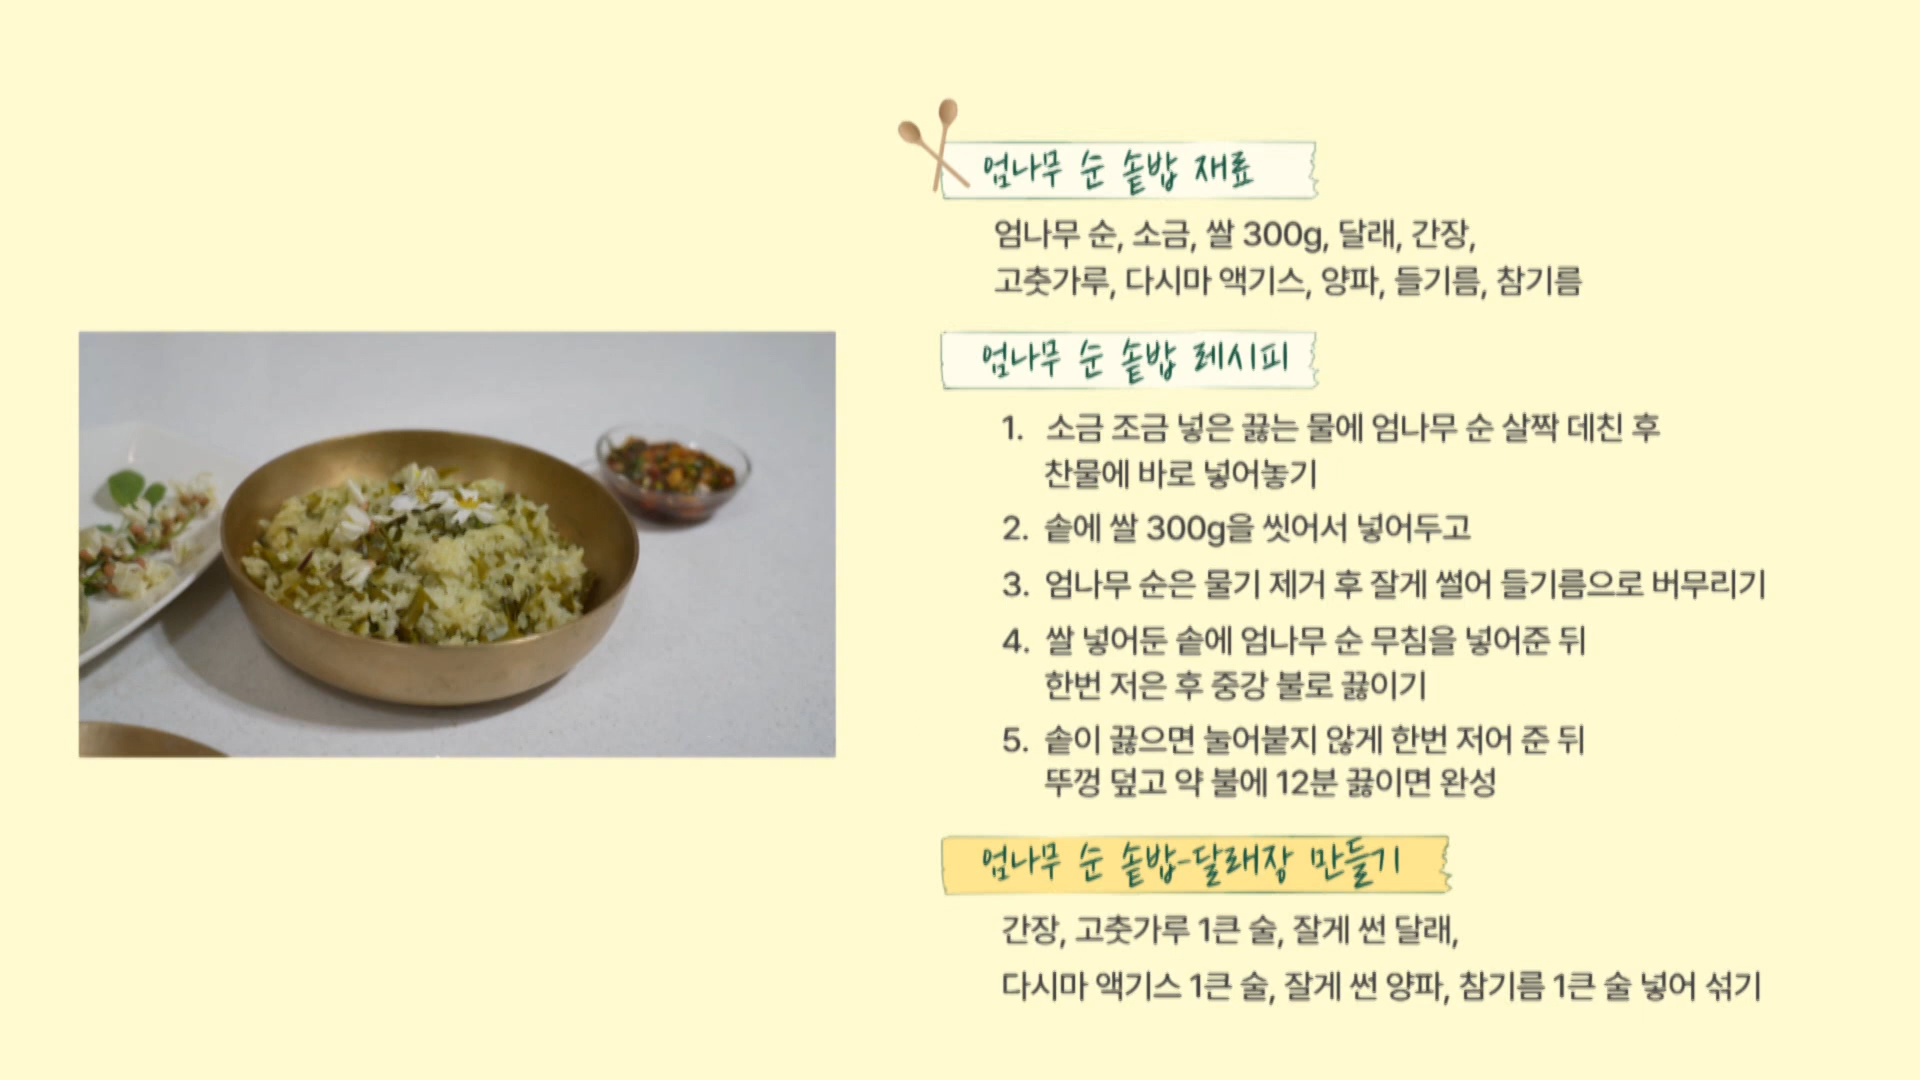 엄나무 순 솥밥 재료
엄나무 순, 소금, 쌀 300g, 달래, 간장,
고춧가루, 다시마 액기스, 양파, 들기름, 참기름
엄나무 순 솥밥 레시피
1. 소금 조금 넣은 끓는 물에 엄나무 순 살짝 데친 후
찬물에 바로 넣어놓기
2. 솥에 쌀 300g을 씻어서 넣어두고
3. 엄나무 순은 물기 제거 후 잘게 썰어 들기름으로 버무리기
4. 쌀 넣어둔 솥에 엄나무 순 무침을 넣어준 뒤
한번 저은 후 중강 불로 끓이기
5. 솥이 끓으면 눌어붙지 않게 한번 저어 준 뒤
뚜껑 덮고 약 불에 12분 끓이면 완성
엄나무 순 솥밥-달래장 만들기
간장, 고춧가루 1큰 술, 잘게 썬 달래,
다시마 액기스 1큰 술, 잘게 썬 양파, 참기름 1큰 술 넣어 섞기